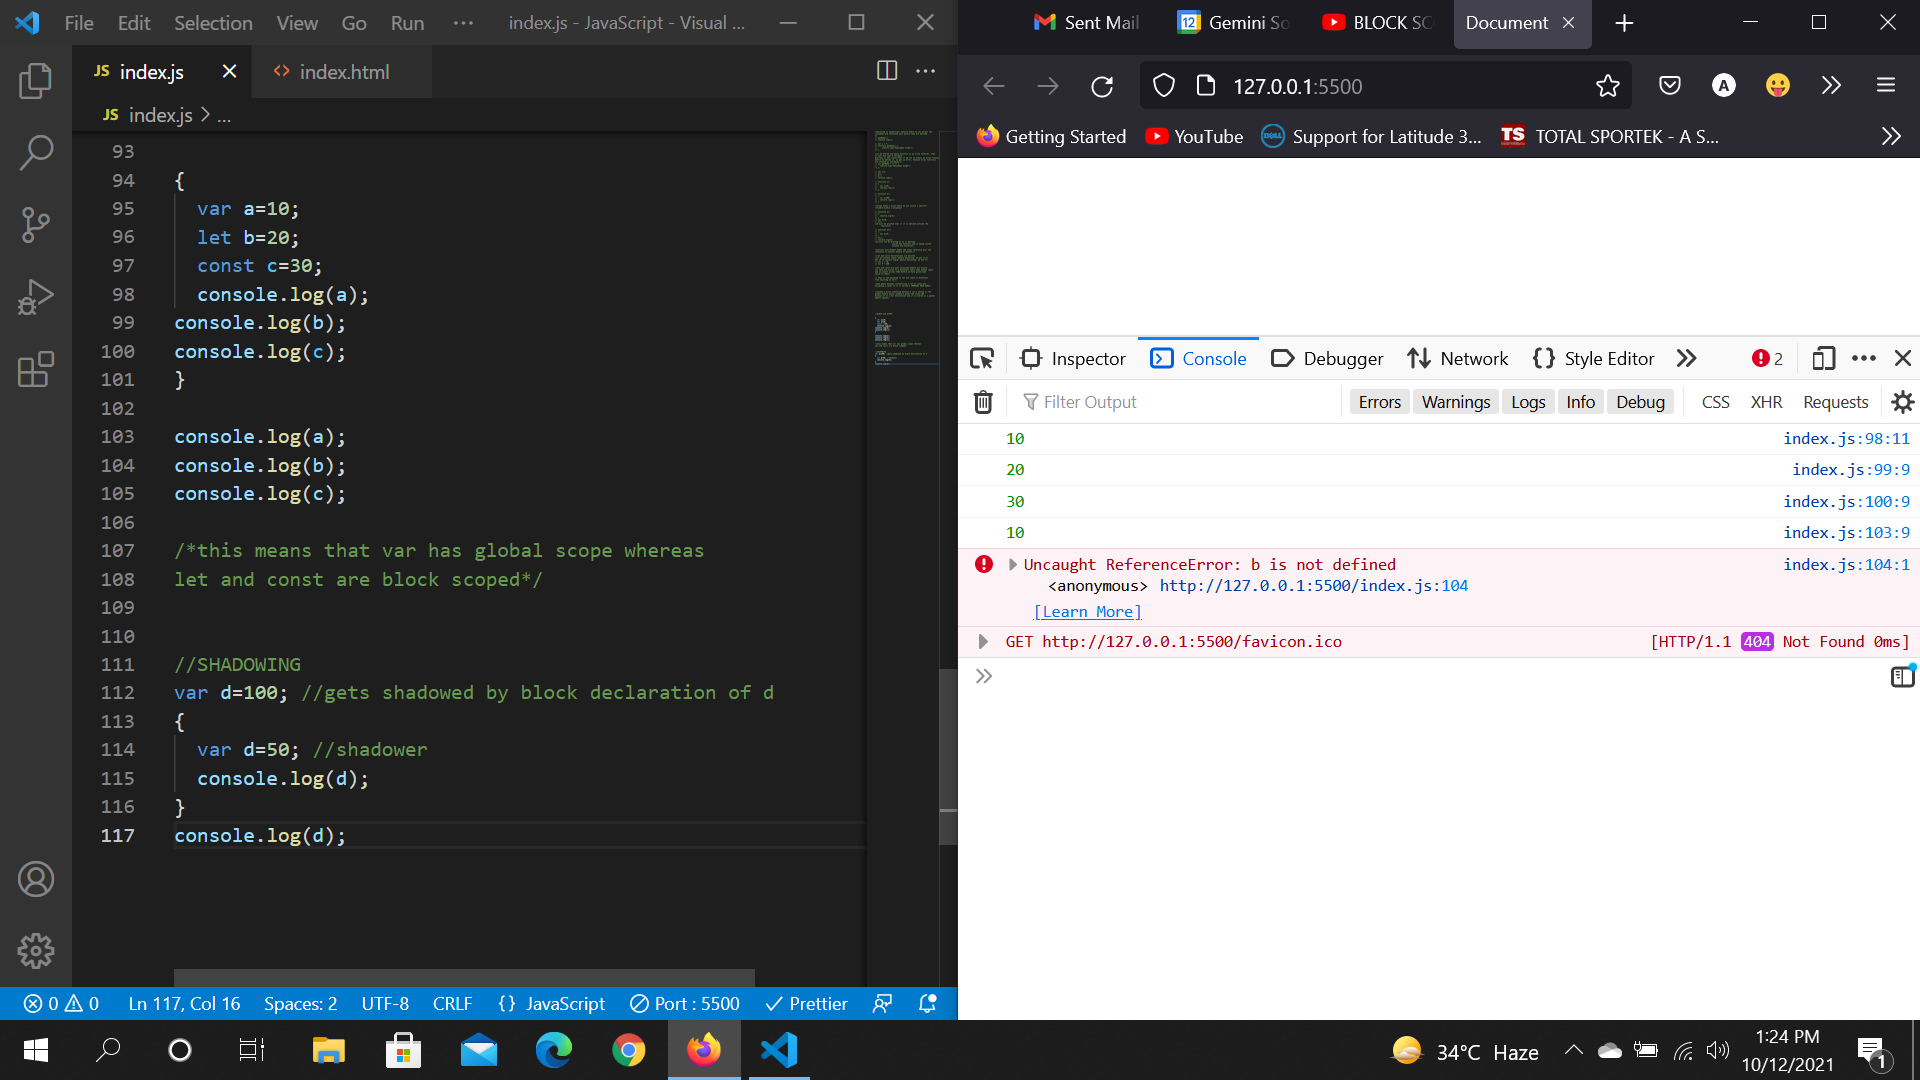 File Edit Selection View Go Run ··· index.js - JavaScript - Visual ...
JS index.js <> index.html
JS index.js > ...
93
94 {
95 var a=10;
96 let b=20;
97 const c=30;
98 console.log(a);
99 console.log(b);
100 console.log(c);
101 }
102
103 console.log(a);
104 console.log(b);
105 console.log(c);
106
107 /*this means that var has global scope whereas
108 let and const are block scoped*/
109
110
111 //SHADOWING
112 var d=100; //gets shadowed by block declaration of d
113 {
114 var d=50; //shadower
115 console.log(d);
116 }
117 console.log(d);
0 0 Ln 117, Col 16 Spaces: 2 UTF-8 CRLF {} JavaScript Port : 5500 Prettier
Sent Mail 12 Gemini So BLOCK SC Document
127.0.0.1:5500 A
Getting Started YouTube DELL Support for Latitude 3... TS TOTAL SPORTEK - A S...
Inspector Console Debugger Network {} Style Editor 2
Filter Output Errors Warnings Logs Info Debug CSS XHR Requests
10 index.js:98:11
20 index.js:99:9
30 index.js:100:9
10 index.js:103:9
Uncaught ReferenceError: b is not defined index.js:104:1
<anonymous> http://127.0.0.1:5500/index.js:104
[Learn More]
GET http://127.0.0.1:5500/favicon.ico [HTTP/1.1 404 Not Found 0ms]
34°C Haze
1:24 PM
10/12/2021
1